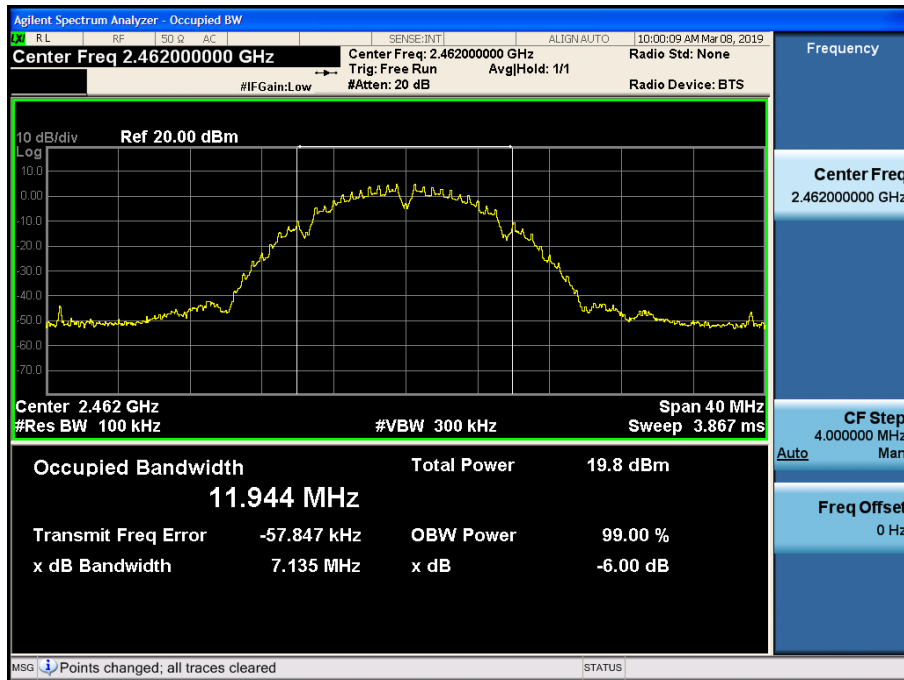 Agilent Spectrum Analyzer - Occupied BW
LXI RL RF 50 Ω AC SENSE:INT ALIGN AUTO 10:00:09 AM Mar 08, 2019
Center Freq 2.462000000 GHz
Center Freq: 2.462000000 GHz Radio Std: None
Trig: Free Run Avg|Hold: 1/1
#IFGain:Low #Atten: 20 dB Radio Device: BTS
10 dB/div Ref 20.00 dBm
Log
10.0
0.00
-10.0
-20.0
-30.0
-40.0
-50.0
-60.0
-70.0
Center 2.462 GHz Span 40 MHz
#Res BW 100 kHz #VBW 300 kHz Sweep 3.867 ms
Occupied Bandwidth Total Power 19.8 dBm
11.944 MHz
Transmit Freq Error -57.847 kHz OBW Power 99.00 %
x dB Bandwidth 7.135 MHz x dB -6.00 dB
Frequency
Center Freq
2.462000000 GHz
CF Step
4.000000 MHz
Auto Man
Freq Offset
0 Hz
MSG Points changed; all traces cleared STATUS